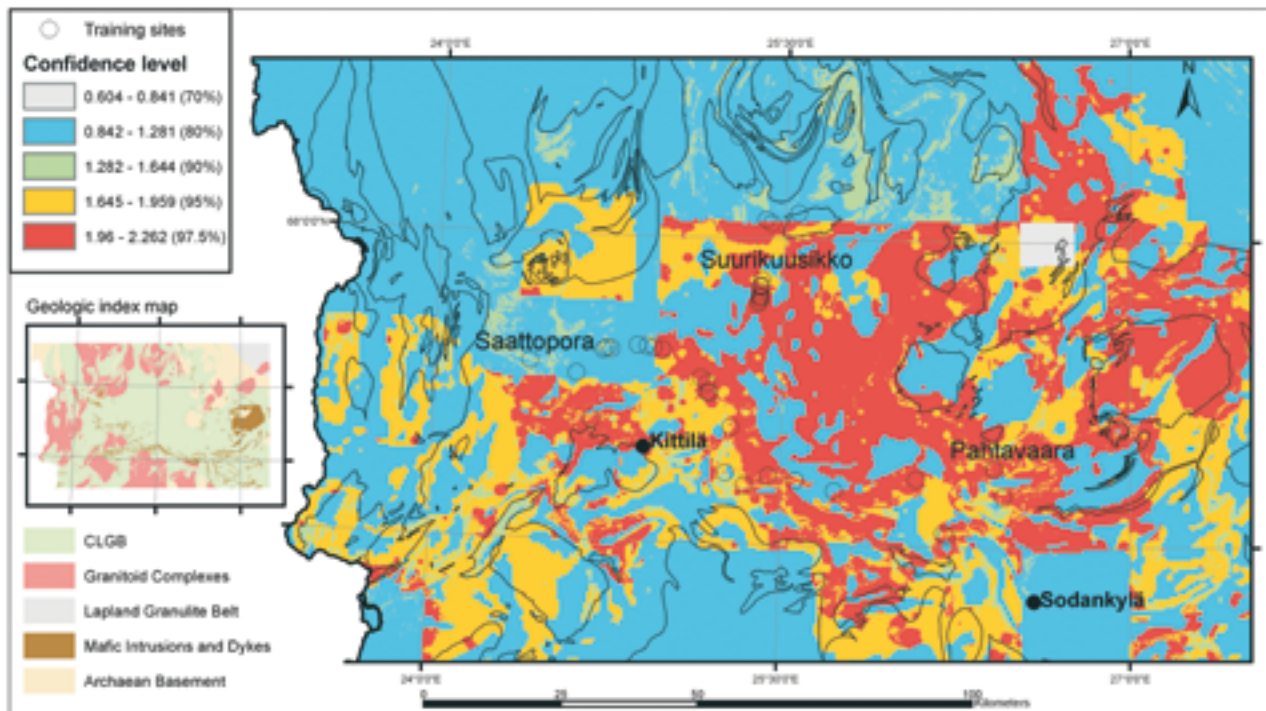 Training sites
Confidence level
0.604 - 0.841 (70%)
0.842 - 1.281 (80%)
1.282 - 1.644 (90%)
1.645 - 1.959 (95%)
1.96 - 2.262 (97.5%)
24°0'0"E
25°30'0"E
27°0'0"E
N
68°0'0"N
Suurikuusikko
Saattopora
Kittilä
Pahtavaara
Sodankylä
Geologic index map
CLGB
Granitoid Complexes
Lapland Granulite Belt
Mafic Intrusions and Dykes
Archaean Basement
24°0'0"E
25°30'0"E
27°0'0"E
0 25 50 100
Kilometers